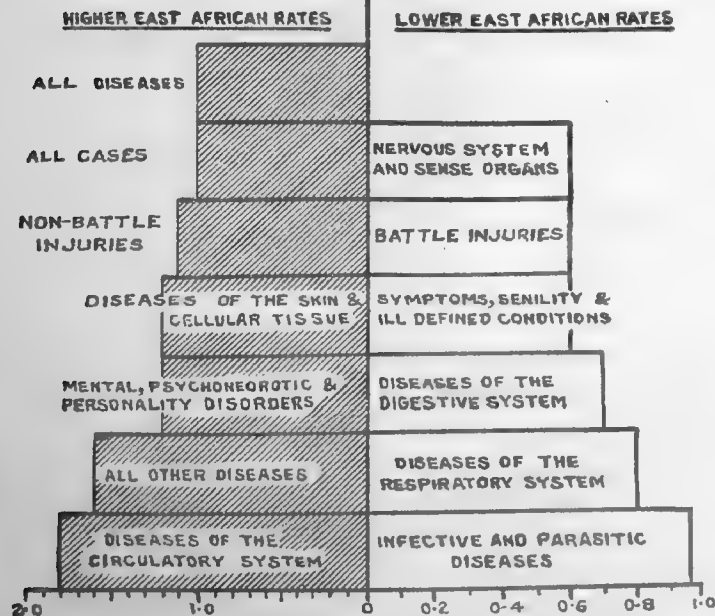 HIGHER EAST AFRICAN RATES
LOWER EAST AFRICAN RATES
ALL DISEASES
ALL CASES
NERVOUS SYSTEM
AND SENSE ORGANS
NON-BATTLE
INJURIES
BATTLE INJURIES
DISEASES OF THE SKIN &
CELLULAR TISSUE
SYMPTOMS, SENILITY &
ILL DEFINED CONDITIONS
MENTAL, PSYCHONEOROTIC &
PERSONALITY DISORDERS
DISEASES OF THE
DIGESTIVE SYSTEM
ALL OTHER DISEASES
DISEASES OF THE
RESPIRATORY SYSTEM
DISEASES OF THE
CIRCULATORY SYSTEM
INFECTIVE AND PARASITIC
DISEASES
2·0 1·0 0 0·2 0·4 0·6 0·8 1·0